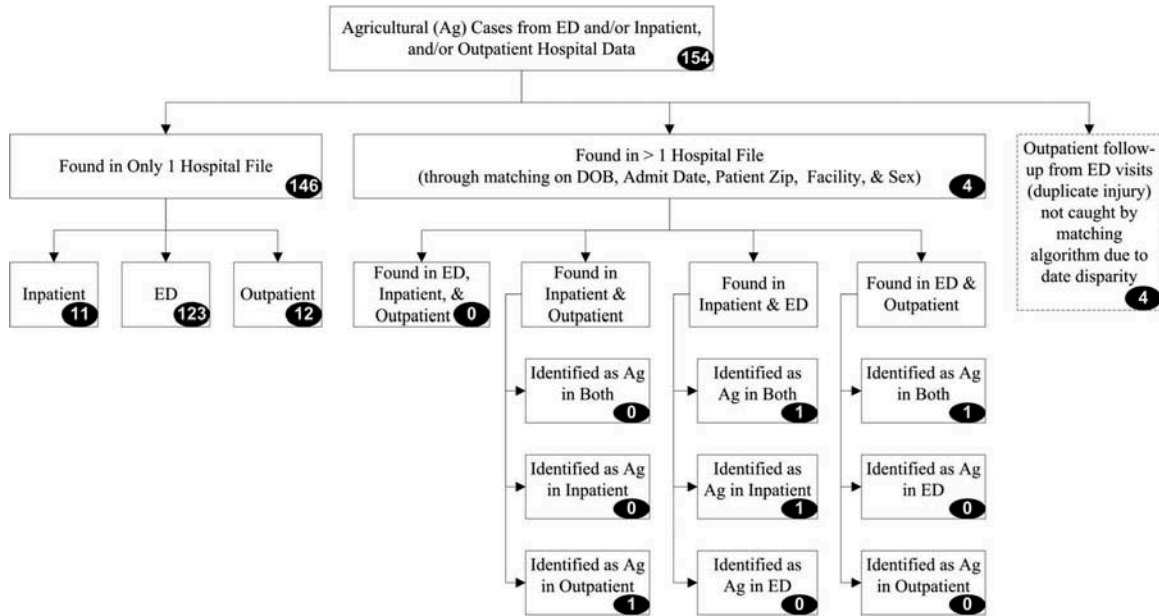 Agricultural (Ag) Cases from ED and/or Inpatient,
and/or Outpatient Hospital Data
154
Found in Only 1 Hospital File
146
Found in > 1 Hospital File
(through matching on DOB, Admit Date, Patient Zip, Facility, & Sex)
4
Outpatient follow-
up from ED visits
(duplicate injury)
not caught by
matching
algorithm due to
date disparity
4
Inpatient
11
ED
123
Outpatient
12
Found in ED,
Inpatient, &
Outpatient
0
Found in
Inpatient &
Outpatient
Found in
Inpatient & ED
Found in ED &
Outpatient
Identified as Ag
in Both
0
Identified as
Ag in Both
1
Identified as Ag
in Both
1
Identified as Ag
in Inpatient
0
Identified as
Ag in Inpatient
1
Identified as Ag
in ED
0
Identified as Ag
in Outpatient
1
Identified as
Ag in ED
0
Identified as Ag
in Outpatient
0